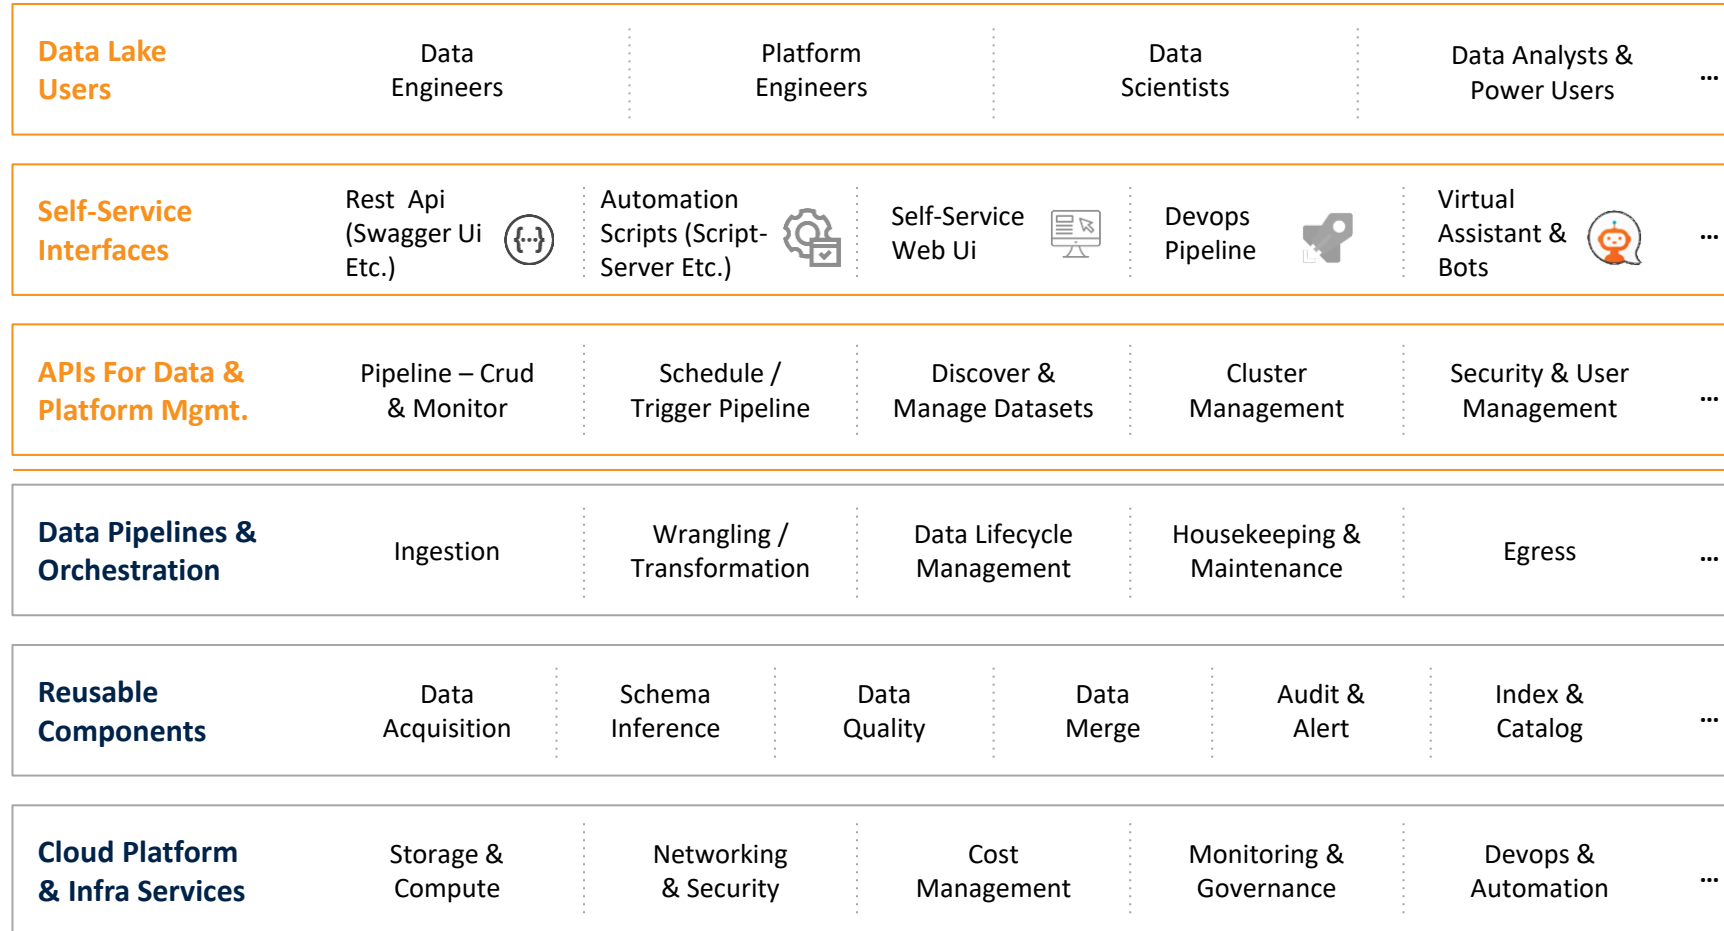 Data Lake
Users
Data
Engineers
Platform
Engineers
Data
Scientists
Data Analysts &
Power Users
...
Self-Service
Interfaces
Rest Api
(Swagger Ui
Etc.)
{...}
Automation
Scripts (Script-
Server Etc.)
Self-Service
Web Ui
Devops
Pipeline
Virtual
Assistant &
Bots
...
APIs For Data &
Platform Mgmt.
Pipeline – Crud
& Monitor
Schedule /
Trigger Pipeline
Discover &
Manage Datasets
Cluster
Management
Security & User
Management
...
Data Pipelines &
Orchestration
Ingestion
Wrangling /
Transformation
Data Lifecycle
Management
Housekeeping &
Maintenance
Egress
...
Reusable
Components
Data
Acquisition
Schema
Inference
Data
Quality
Data
Merge
Audit &
Alert
Index &
Catalog
...
Cloud Platform
& Infra Services
Storage &
Compute
Networking
& Security
Cost
Management
Monitoring &
Governance
Devops &
Automation
...